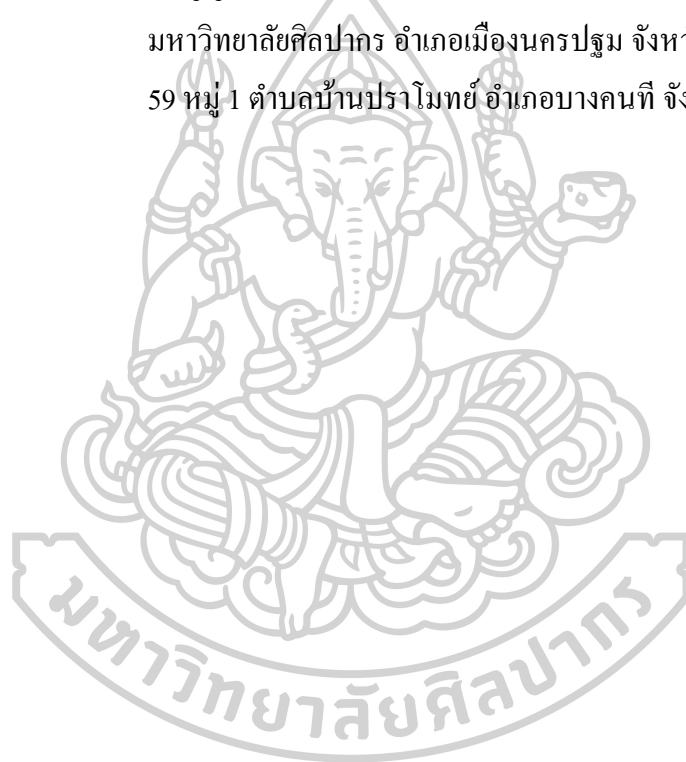 มหาวิทยาลัยศิลปากร อำเภอเมืองนครปฐม
59 หมู่ 1 ตำบลบ้านปราโมทย์ อำเภอบางคนที
มหาวิทยาลัยศิลปากร